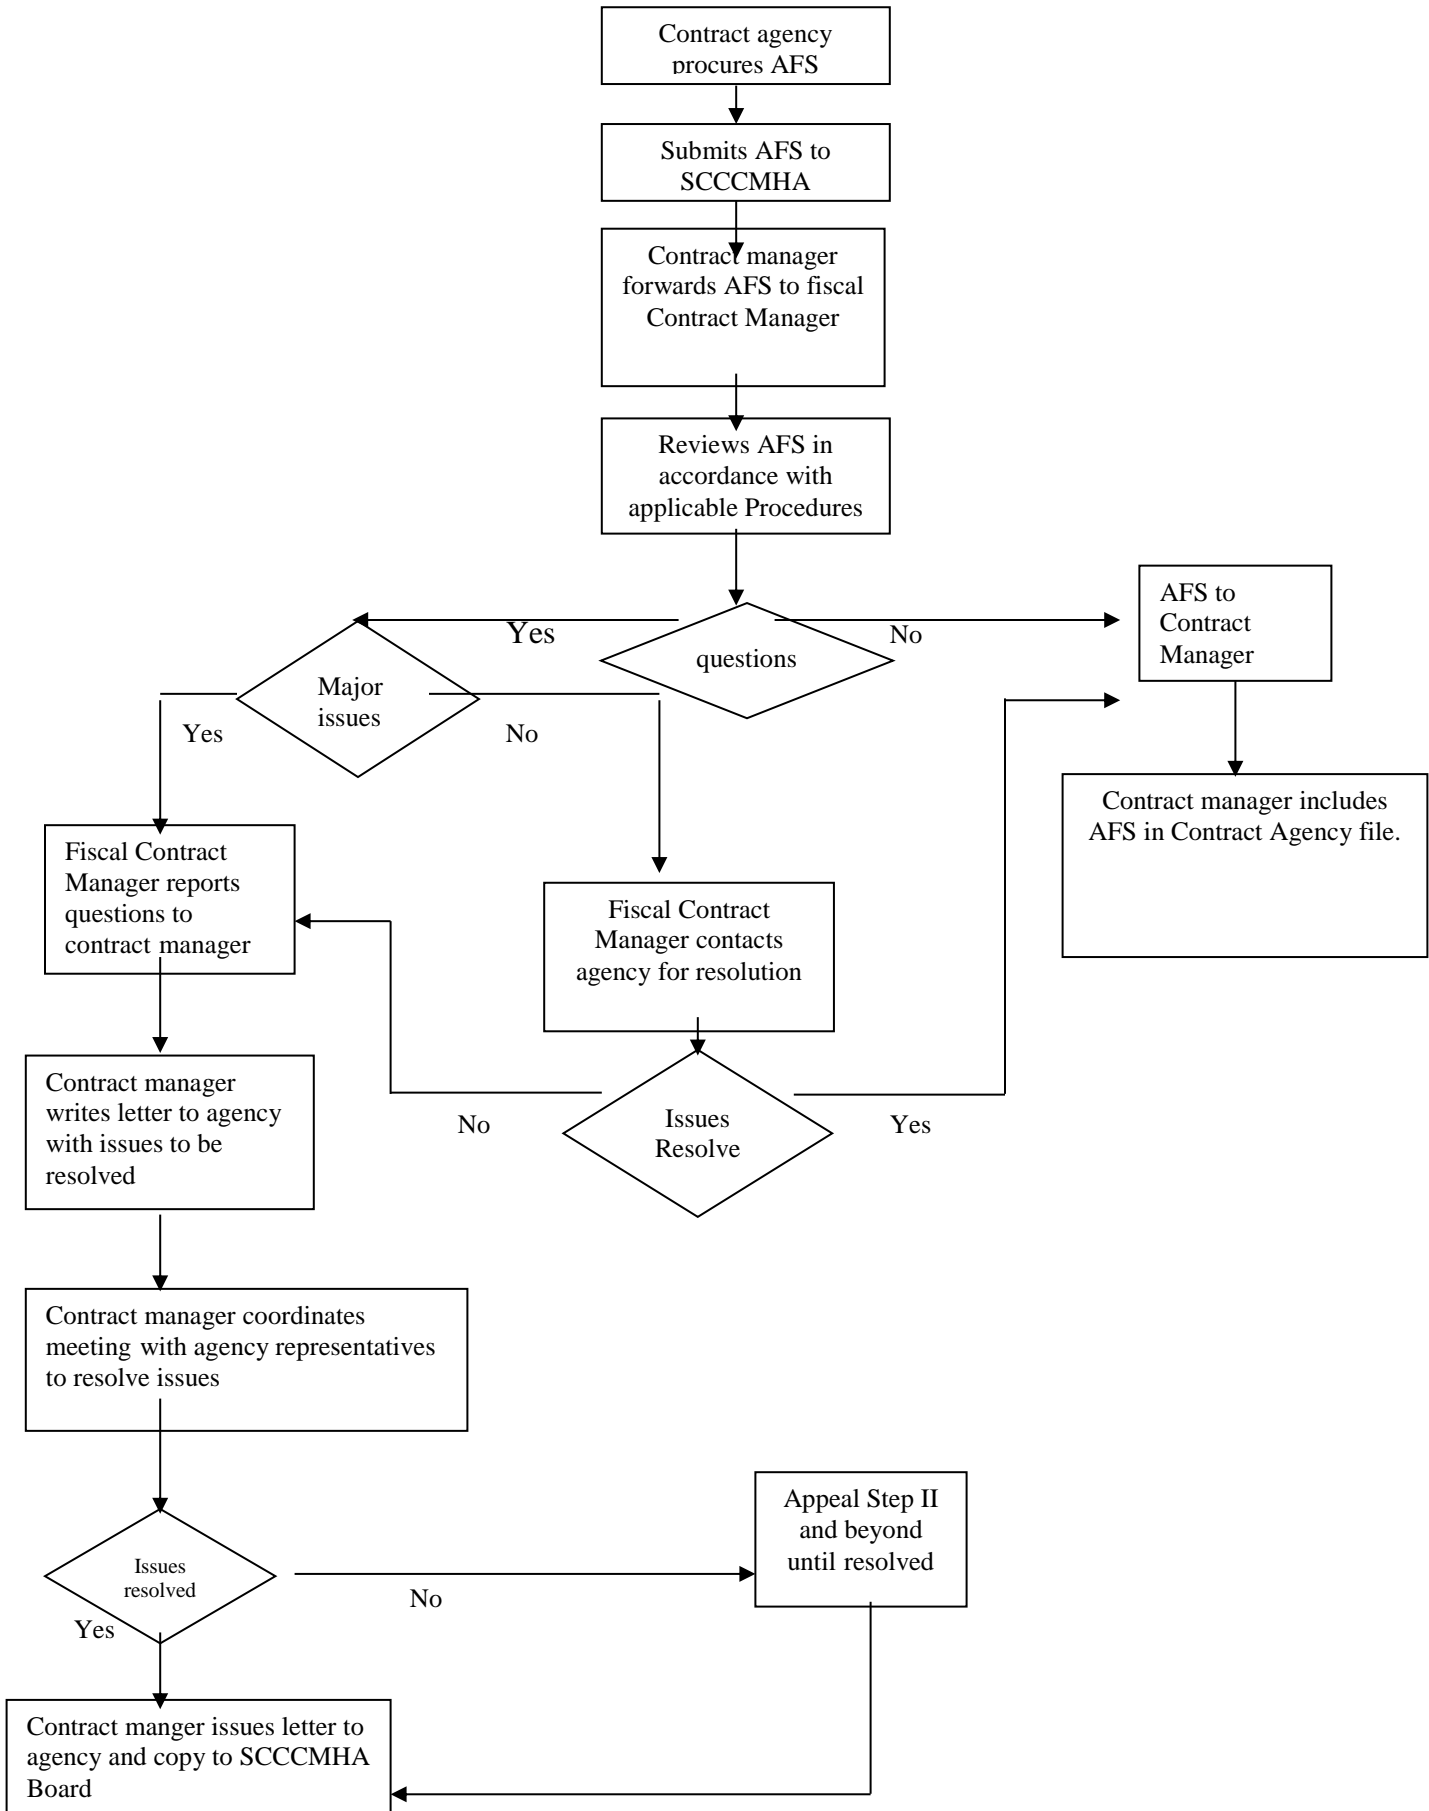 Contract agency
procures AFS
Submits AFS to
SCCCMHA
Contract manager
forwards AFS to fiscal
Contract Manager
Reviews AFS in
accordance with
applicable Procedures
questions
Yes
No
AFS to
Contract
Manager
Major
issues
Yes
No
Contract manager includes
AFS in Contract Agency file.
Fiscal Contract
Manager reports
questions to
contract manager
Fiscal Contract
Manager contacts
agency for resolution
Contract manager
writes letter to agency
with issues to be
resolved
No
Issues
Resolve
Yes
Contract manager coordinates
meeting with agency representatives
to resolve issues
Appeal Step II
and beyond
until resolved
Issues
resolved
No
Yes
Contract manger issues letter to
agency and copy to SCCCMHA
Board